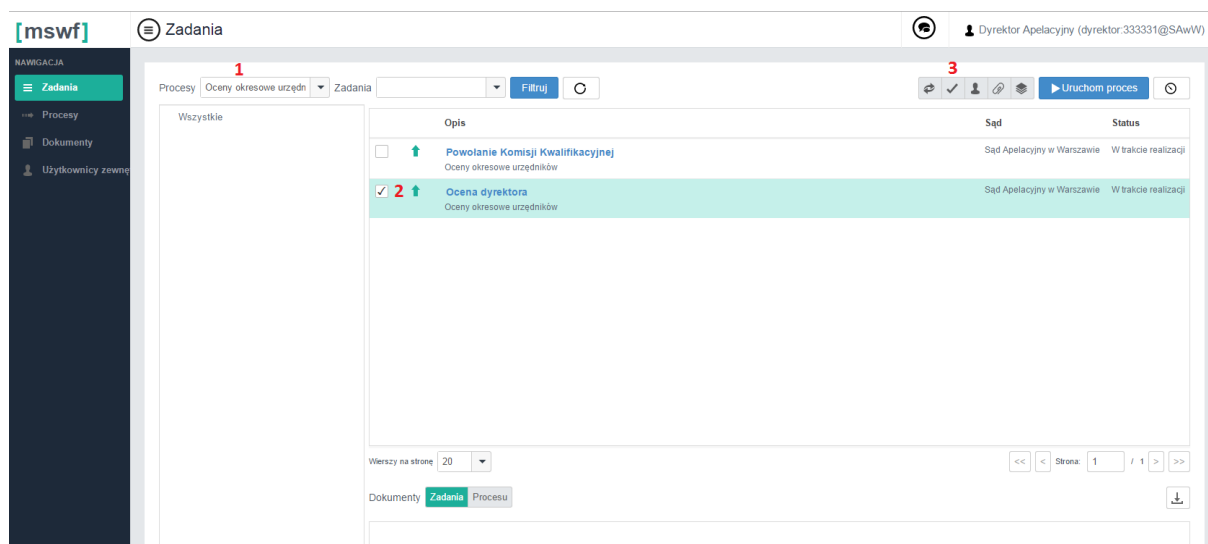 [mswf]
Zadania
Dyrektor Apelacyjny (dyrektor:333331@SAwW)
NAWIGACJA
Zadania
Procesy
Dokumenty
Użytkownicy zewnę
1
3
Procesy Oceny okresowe urzędn Zadania Filtruj Uruchom proces
Wszystkie
Opis Sąd Status
Powołanie Komisji Kwalifikacyjnej Sąd Apelacyjny w Warszawie W trakcie realizacji
Oceny okresowe urzędników
2 Ocena dyrektora Sąd Apelacyjny w Warszawie W trakcie realizacji
Oceny okresowe urzędników
Wierszy na stronę 20 << < Strona: 1 / 1 > >>
Dokumenty Zadania Procesu